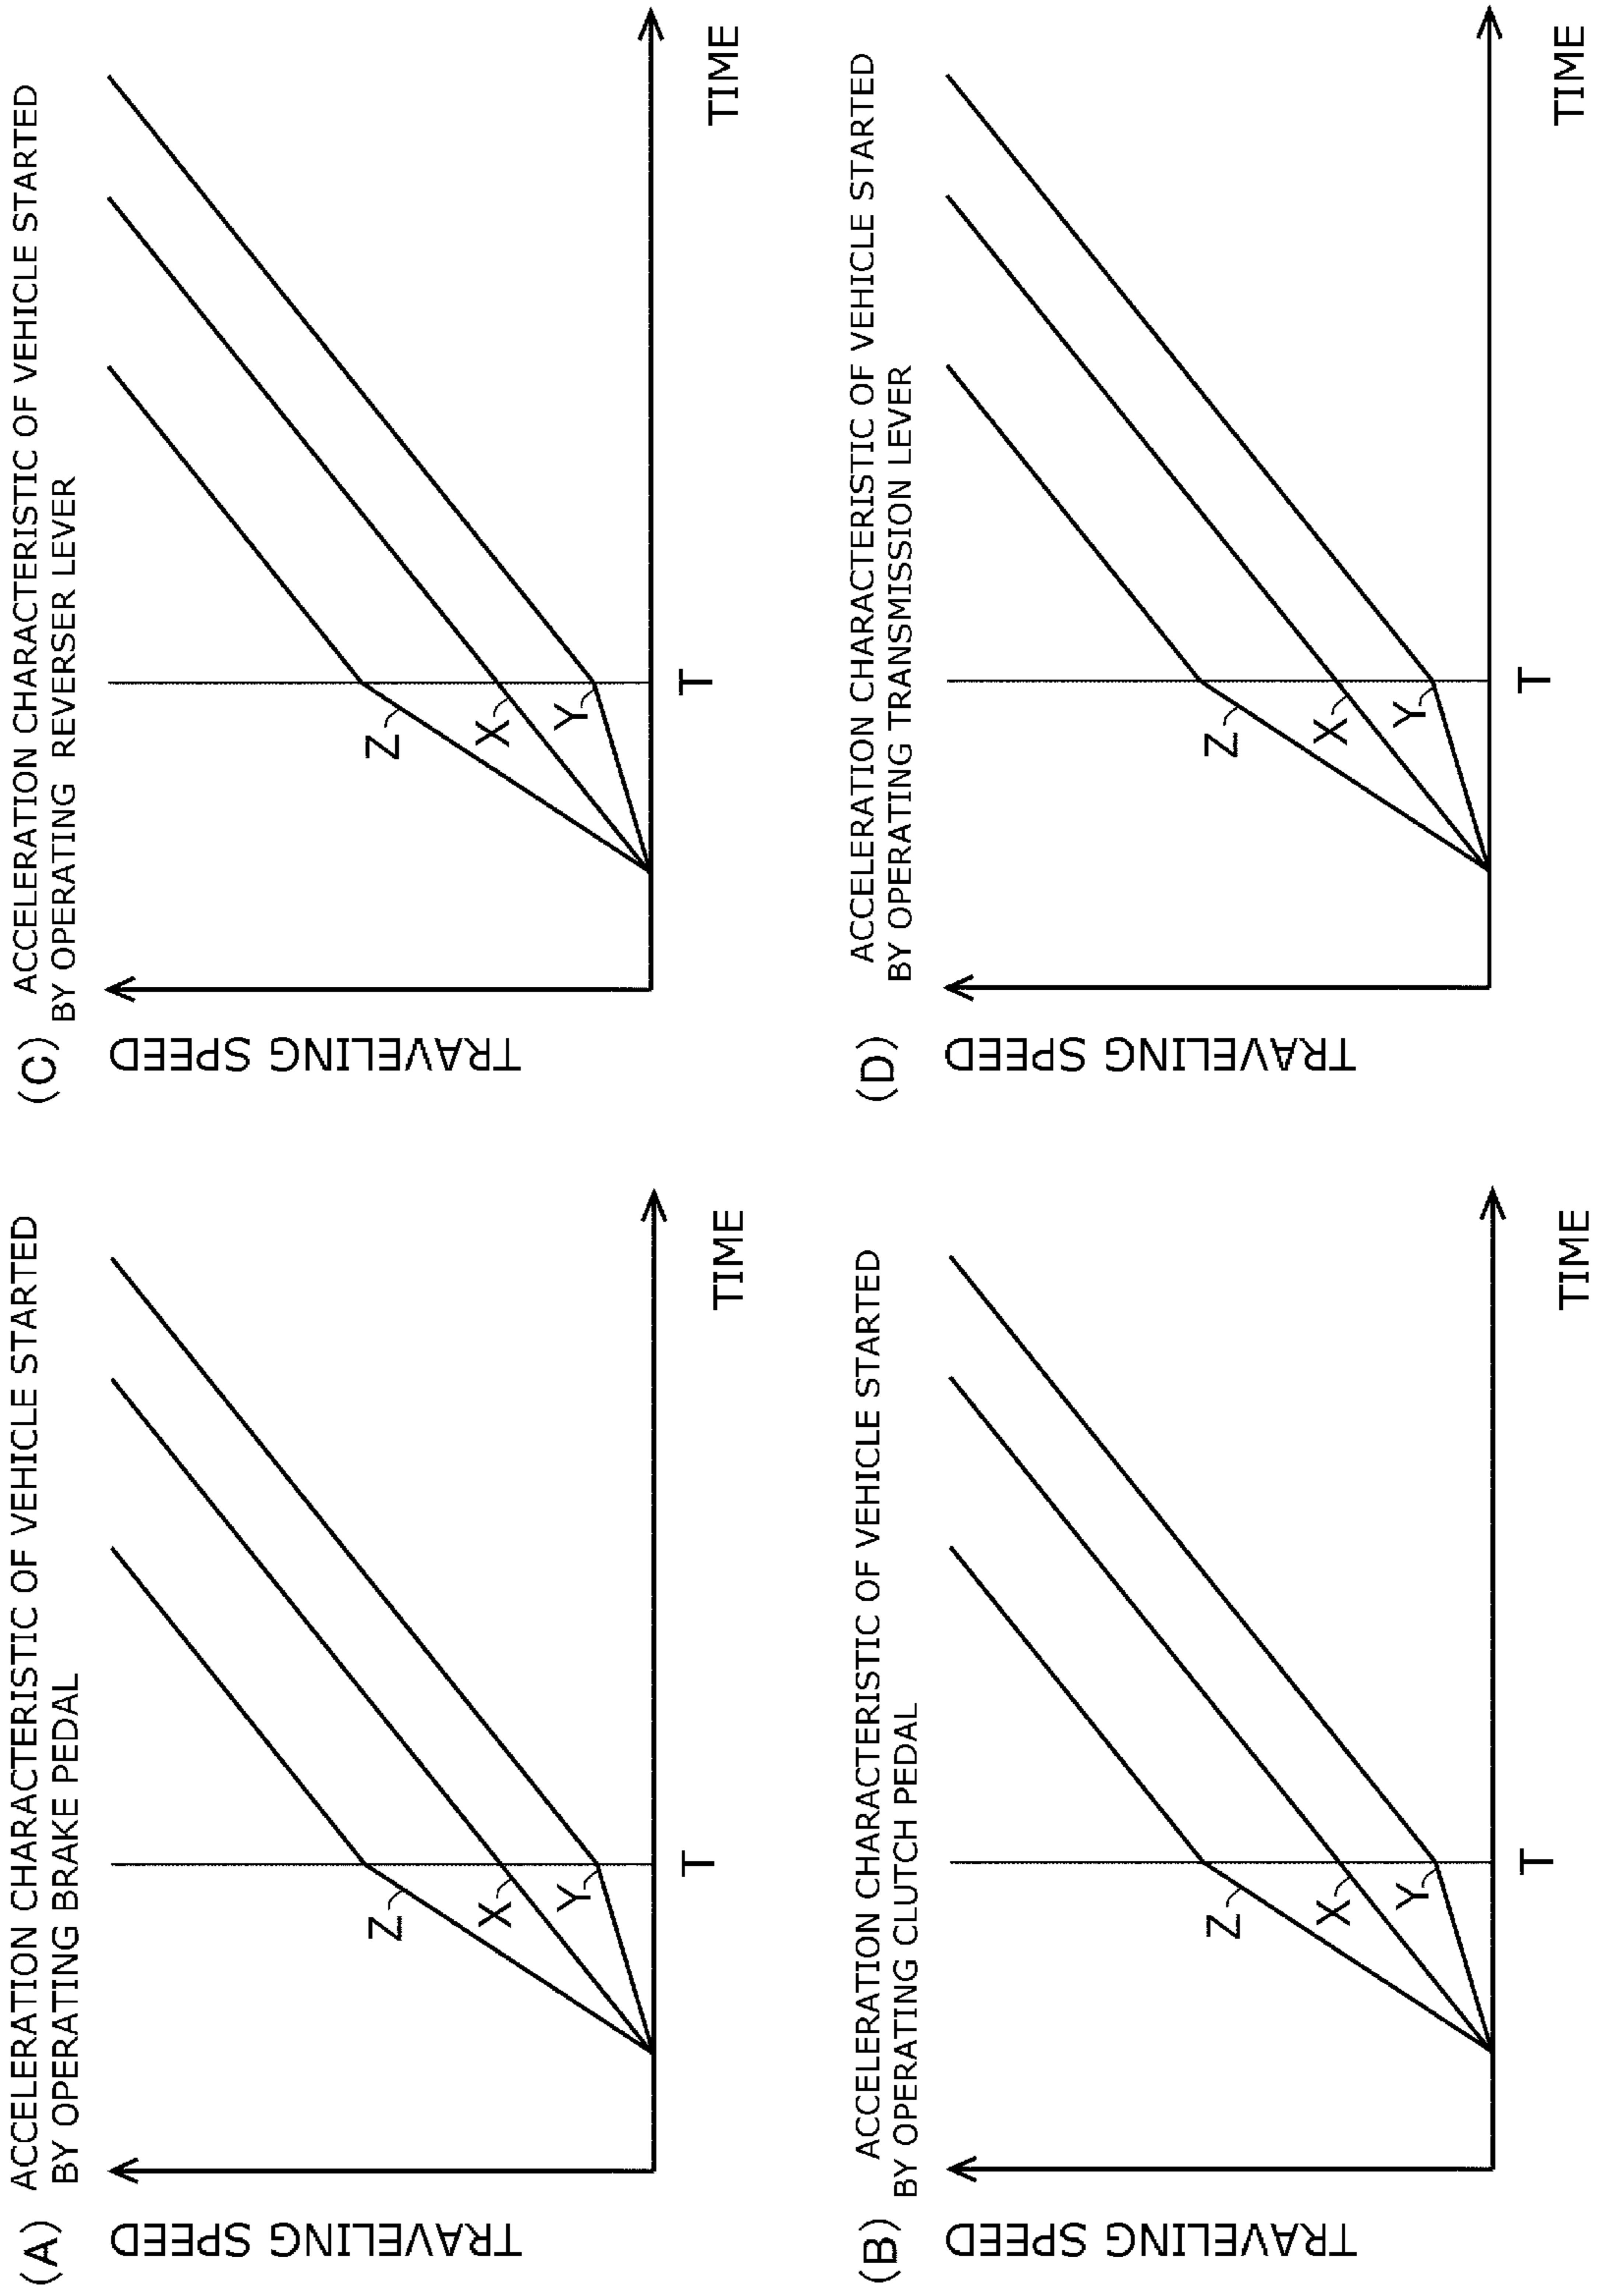 (A) ACCELERATION CHARACTERISTIC OF VEHICLE STARTED
BY OPERATING BRAKE PEDAL
TRAVELING SPEED
Z
X
Y
T
TIME
(B) ACCELERATION CHARACTERISTIC OF VEHICLE STARTED
BY OPERATING CLUTCH PEDAL
TRAVELING SPEED
Z
X
Y
T
TIME
(C) ACCELERATION CHARACTERISTIC OF VEHICLE STARTED
BY OPERATING REVERSER LEVER
TRAVELING SPEED
Z
X
Y
T
TIME
(D) ACCELERATION CHARACTERISTIC OF VEHICLE STARTED
BY OPERATING TRANSMISSION LEVER
TRAVELING SPEED
Z
X
Y
T
TIME